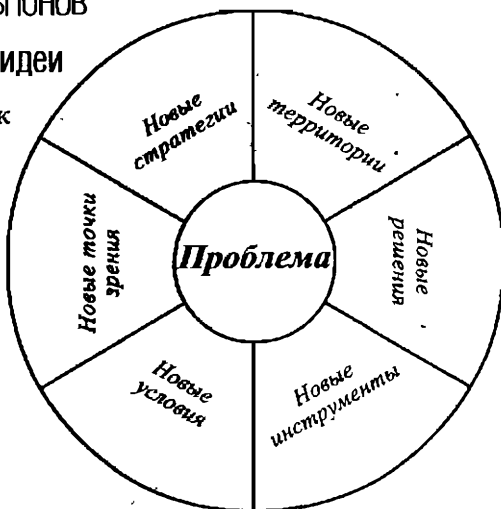 идеи
к
Новые
стратегии
Новые
территории
Новые точки
зрения
Проблема
Новые
решения
Новые
условия
Новые
инструменты